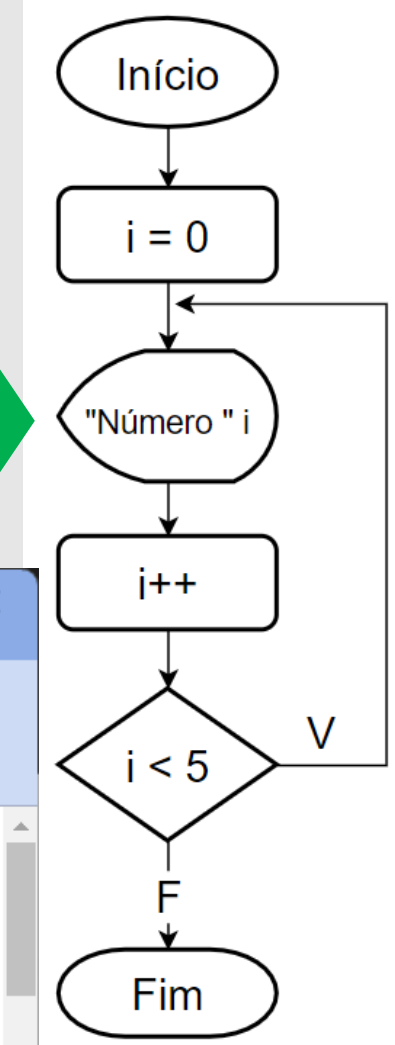 Início
i = 0
"Número " i
i++
i < 5
V
F
Fim